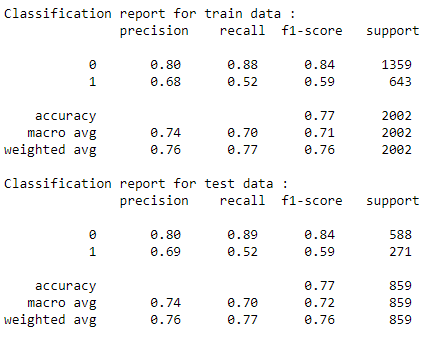 Classification report for train data :
precision recall f1-score support
0 0.80 0.88 0.84 1359
1 0.68 0.52 0.59 643
accuracy 0.77 2002
macro avg 0.74 0.70 0.71 2002
weighted avg 0.76 0.77 0.76 2002
Classification report for test data :
precision recall f1-score support
0 0.80 0.89 0.84 588
1 0.69 0.52 0.59 271
accuracy 0.77 859
macro avg 0.74 0.70 0.72 859
weighted avg 0.76 0.77 0.76 859